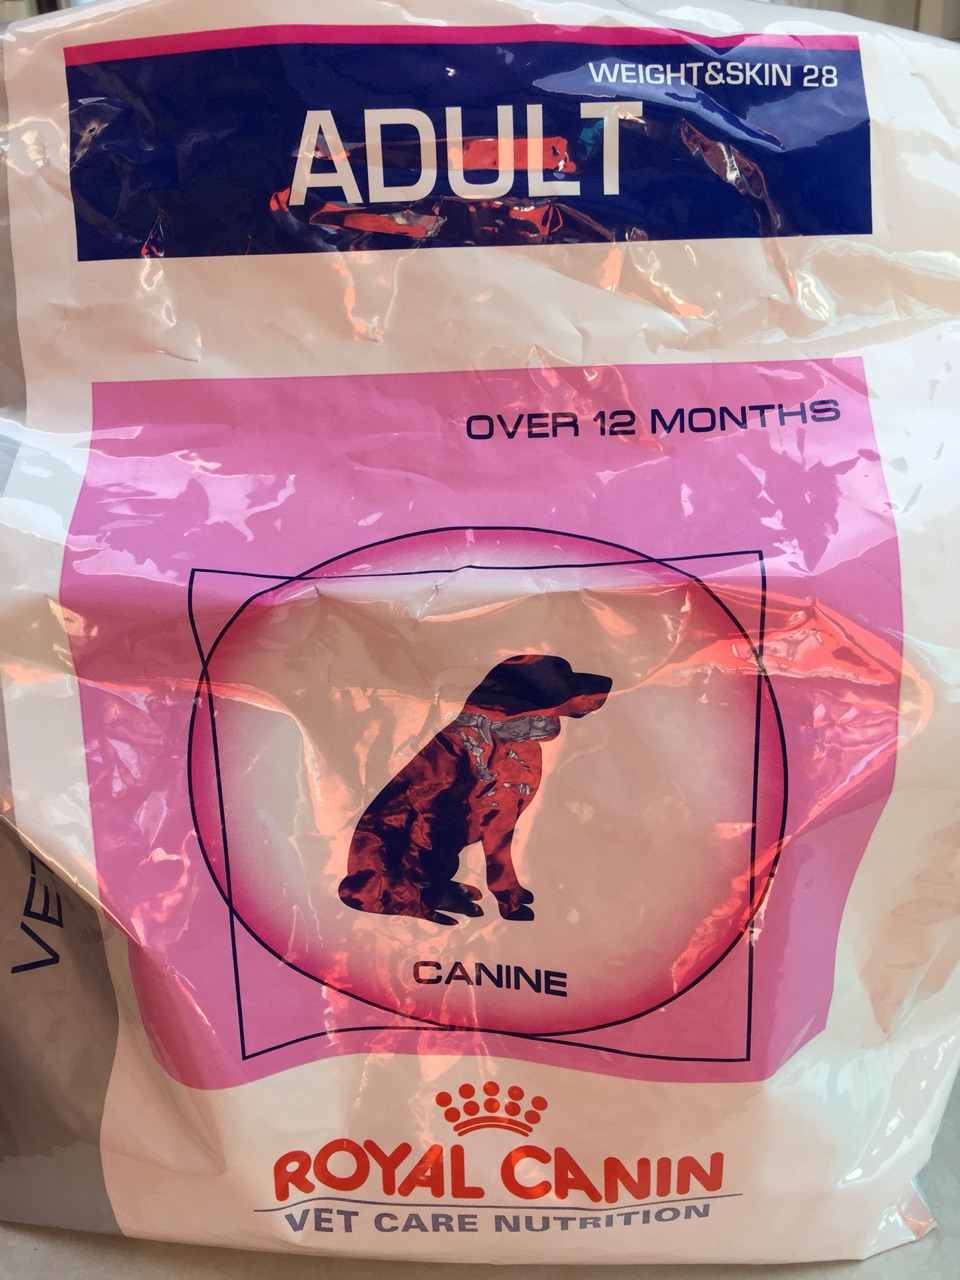 WEIGHT&SKIN 28
ADULT
OVER 12 MONTHS
CANINE
ROYAL CANIN
VET CARE NUTRITION